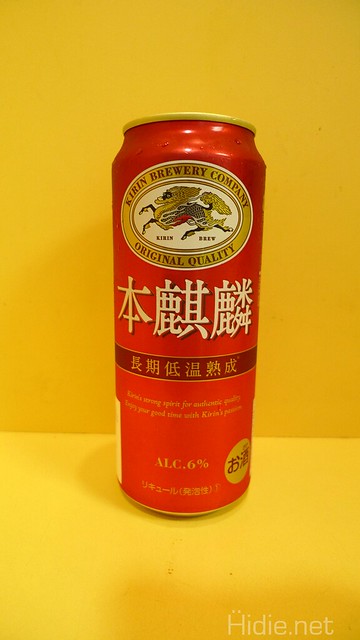 KIRIN BREWERY COMPANY
KIRIN BREW
ORIGINAL QUALITY
本麒麟
長期低温熟成
Kirin's strong spirit for authentic quality.
Enjoy your good time with Kirin's passion.
ALC.6%
お酒
リキュール(発泡性)①
Hidie.net